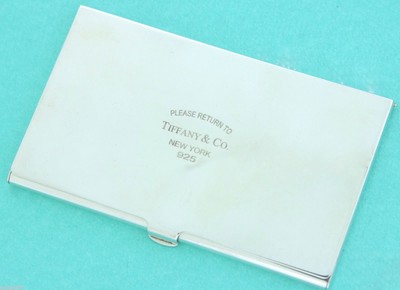 PLEASE RETURN TO
TIFFANY & CO.
NEW YORK
925